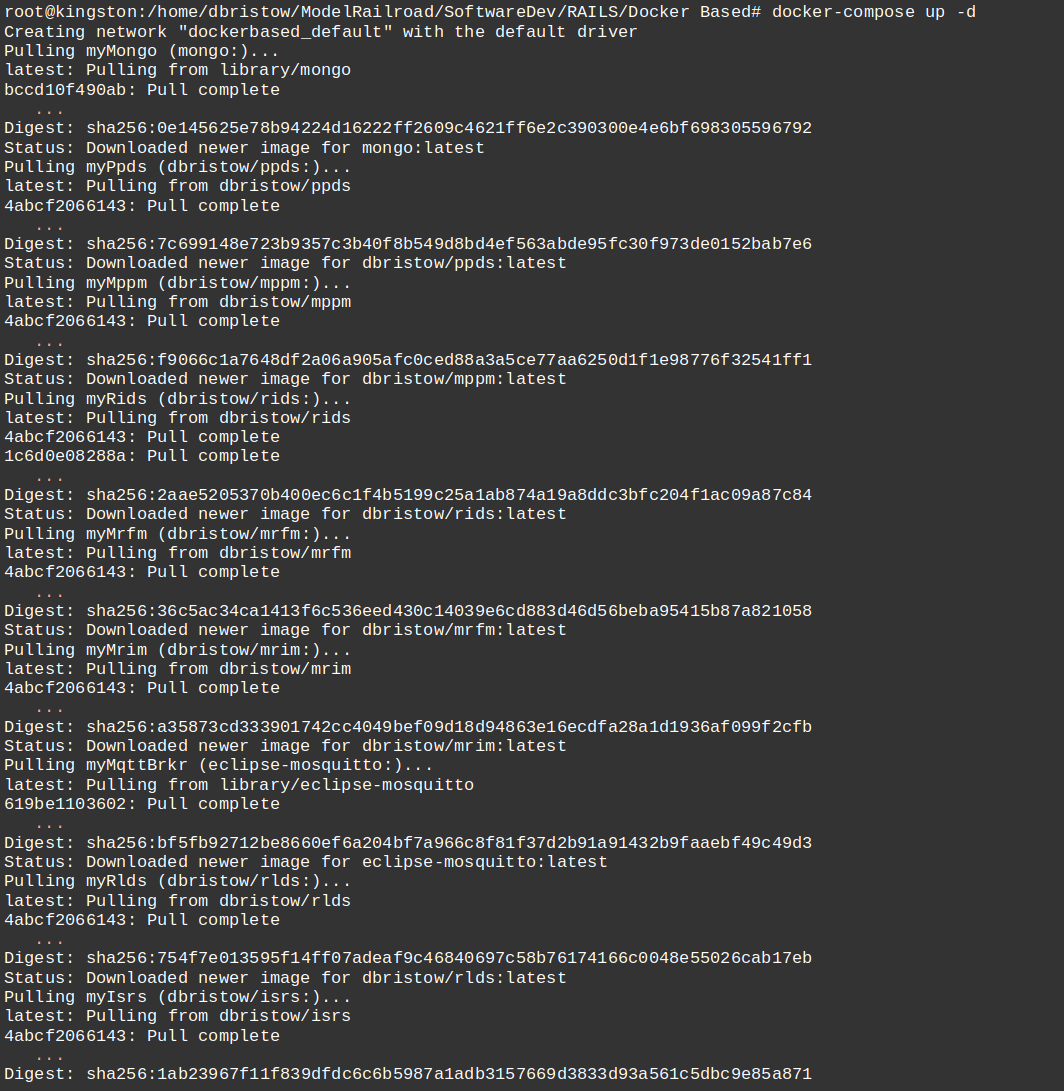 root@kingston:/home/dbristow/ModelRailroad/SoftwareDev/RAILS/Docker Based# docker-compose up -d
Creating network "dockerbased_default" with the default driver
Pulling myMongo (mongo:)...
latest: Pulling from library/mongo
bccd10f490ab: Pull complete
...
Digest: sha256:0e145625e78b94224d16222ff2609c4621ff6e2c390300e4e6bf698305596792
Status: Downloaded newer image for mongo:latest
Pulling myPpds (dbristow/ppds:)...
latest: Pulling from dbristow/ppds
4abcf2066143: Pull complete
...
Digest: sha256:7c699148e723b9357c3b40f8b549d8bd4ef563abde95fc30f973de0152bab7e6
Status: Downloaded newer image for dbristow/ppds:latest
Pulling myMppm (dbristow/mppm:)...
latest: Pulling from dbristow/mppm
4abcf2066143: Pull complete
...
Digest: sha256:f9066c1a7648df2a06a905afc0ced88a3a5ce77aa6250d1f1e98776f32541ff1
Status: Downloaded newer image for dbristow/mppm:latest
Pulling myRids (dbristow/rids:)...
latest: Pulling from dbristow/rids
4abcf2066143: Pull complete
1c6d0e08288a: Pull complete
...
Digest: sha256:2aae5205370b400ec6c1f4b5199c25a1ab874a19a8ddc3bfc204f1ac09a87c84
Status: Downloaded newer image for dbristow/rids:latest
Pulling myMrfm (dbristow/mrfm:)...
latest: Pulling from dbristow/mrfm
4abcf2066143: Pull complete
...
Digest: sha256:36c5ac34ca1413f6c536eed430c14039e6cd883d46d56beba95415b87a821058
Status: Downloaded newer image for dbristow/mrfm:latest
Pulling myMrim (dbristow/mrim:)...
latest: Pulling from dbristow/mrim
4abcf2066143: Pull complete
...
Digest: sha256:a35873cd333901742cc4049bef09d18d94863e16ecdfa28a1d1936af099f2cfb
Status: Downloaded newer image for dbristow/mrim:latest
Pulling myMqttBrkr (eclipse-mosquitto:)...
latest: Pulling from library/eclipse-mosquitto
619be1103602: Pull complete
...
Digest: sha256:bf5fb92712be8660ef6a204bf7a966c8f81f37d2b91a91432b9faaebf49c49d3
Status: Downloaded newer image for eclipse-mosquitto:latest
Pulling myRlds (dbristow/rlds:)...
latest: Pulling from dbristow/rlds
4abcf2066143: Pull complete
...
Digest: sha256:754f7e013595f14ff07adeaf9c46840697c58b76174166c0048e55026cab17eb
Status: Downloaded newer image for dbristow/rlds:latest
Pulling myIsrs (dbristow/isrs:)...
latest: Pulling from dbristow/isrs
4abcf2066143: Pull complete
...
Digest: sha256:1ab23967f11f839dfdc6c6b5987a1adb3157669d3833d93a561c5dbc9e85a871